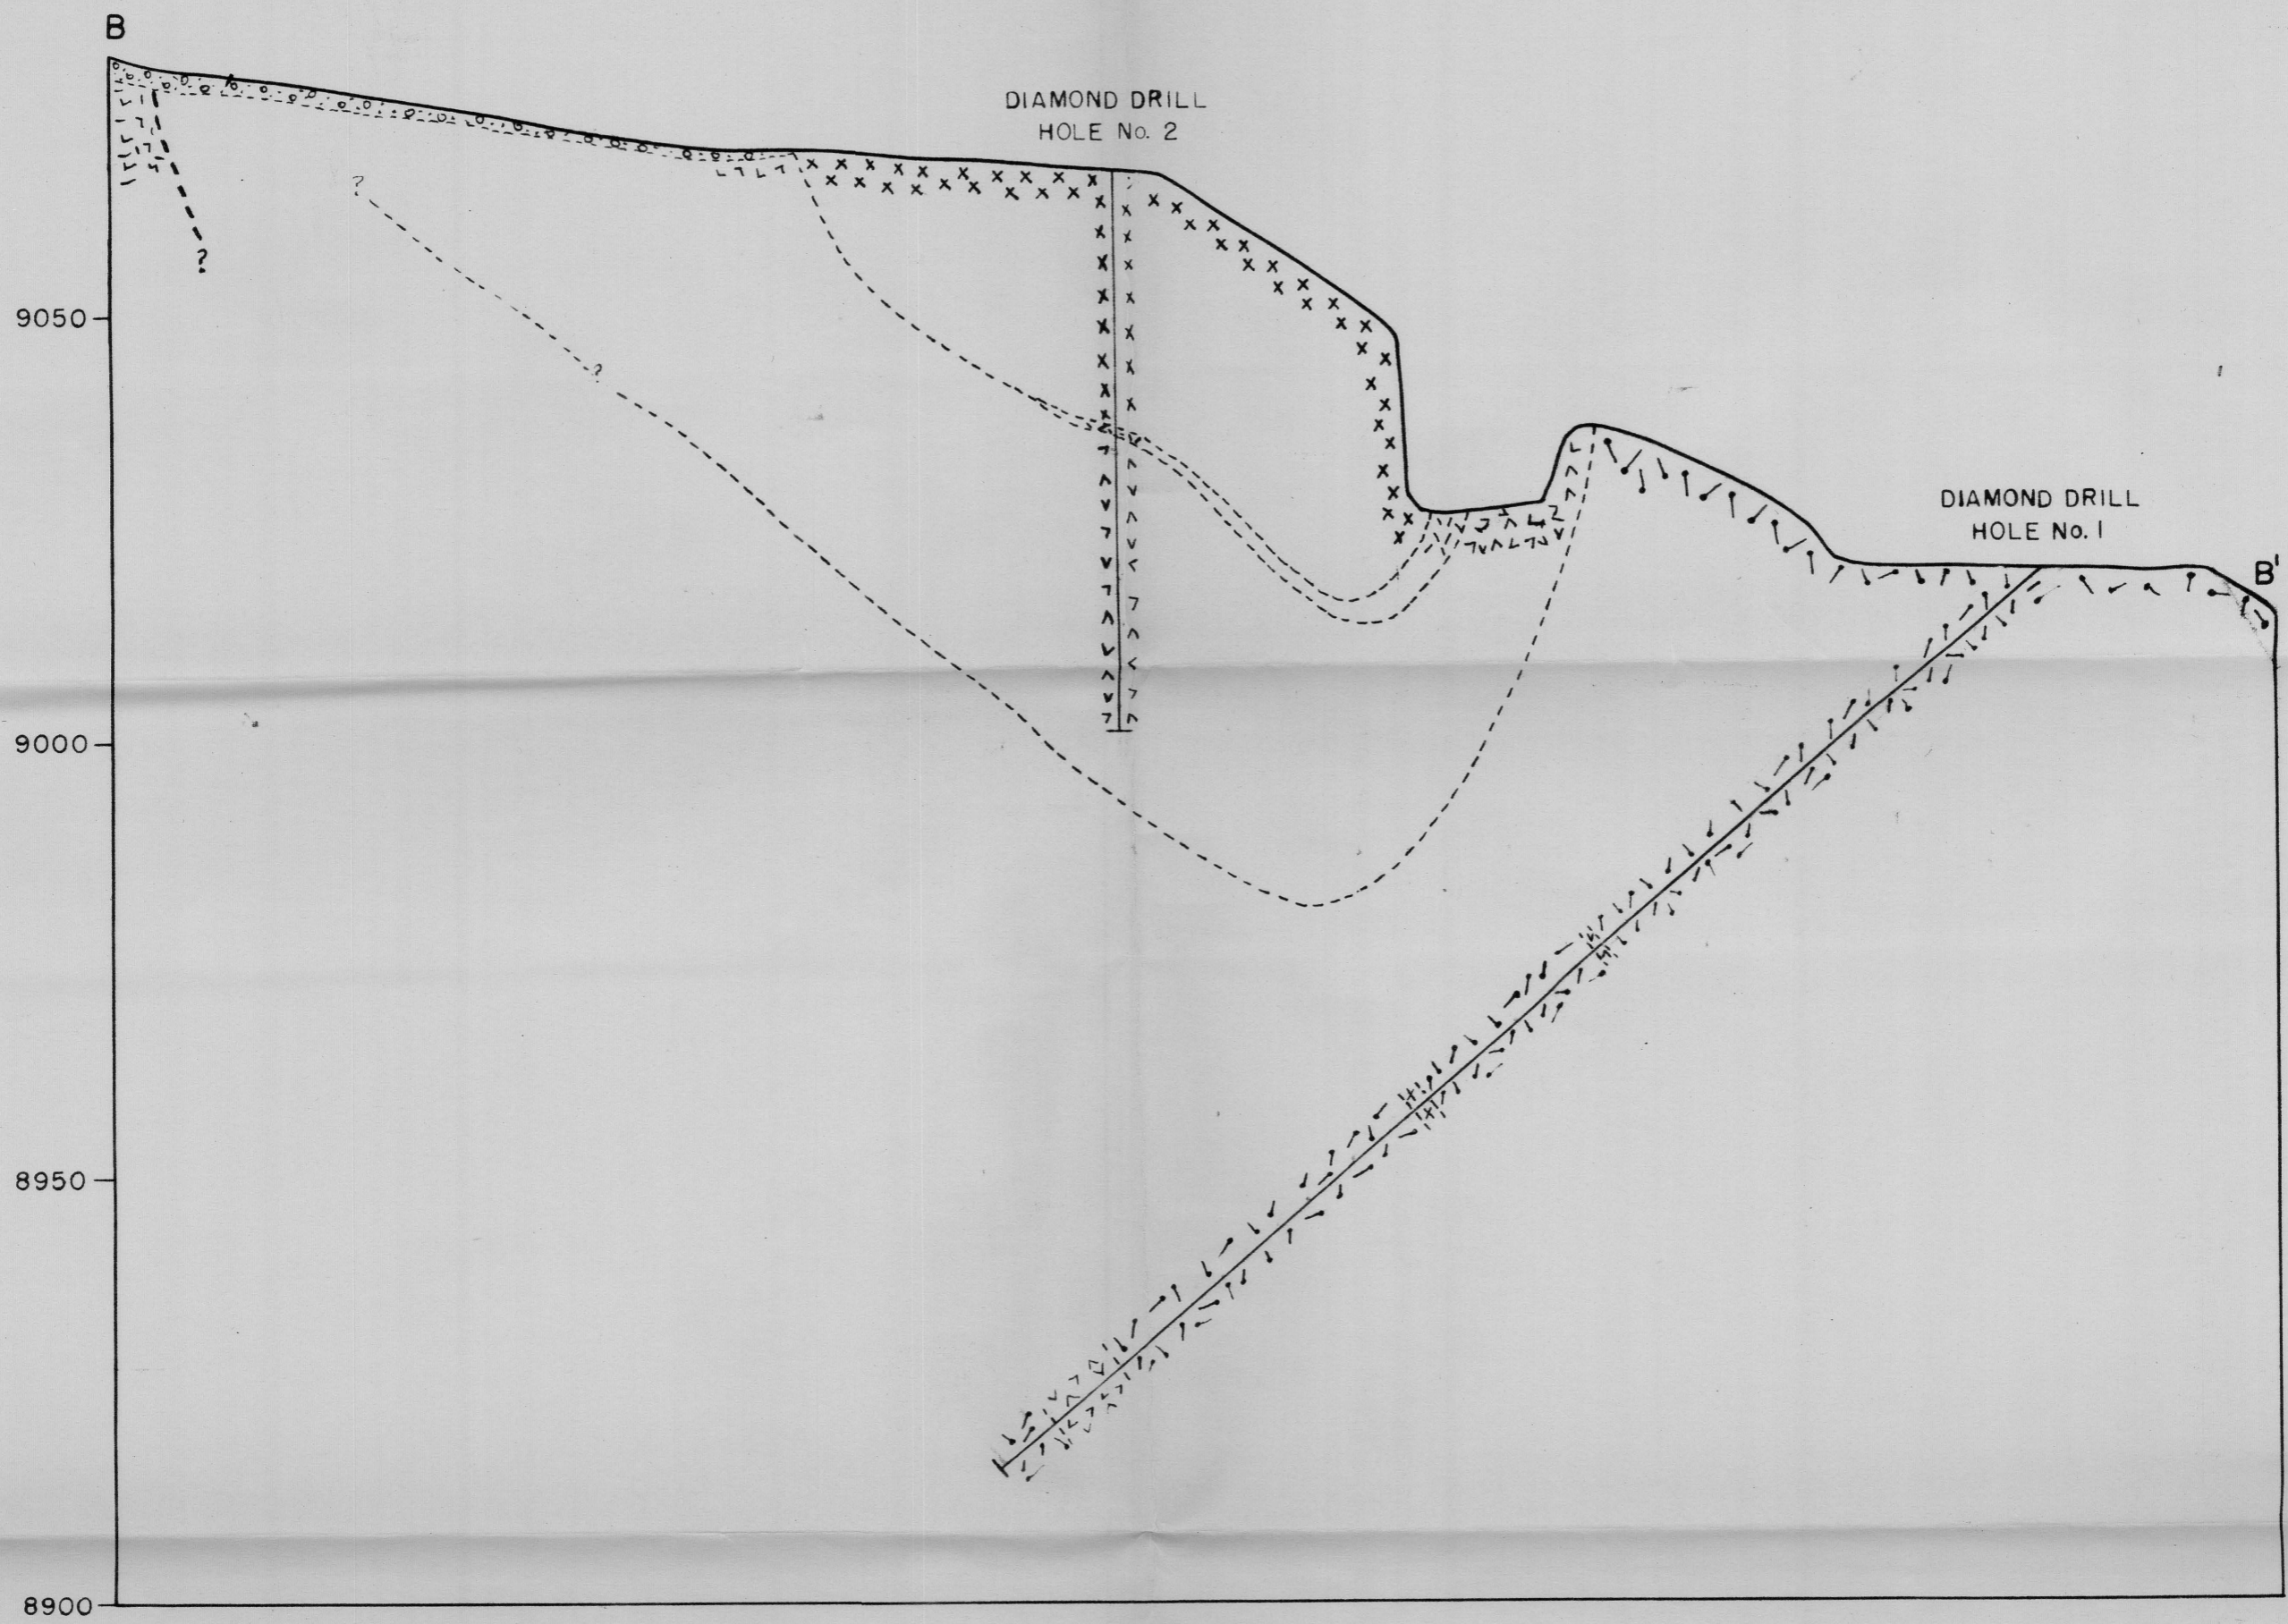 B
DIAMOND DRILL
HOLE No. 2
?
?
9050
?
DIAMOND DRILL
HOLE No. 1
B'
9000
8950
8900